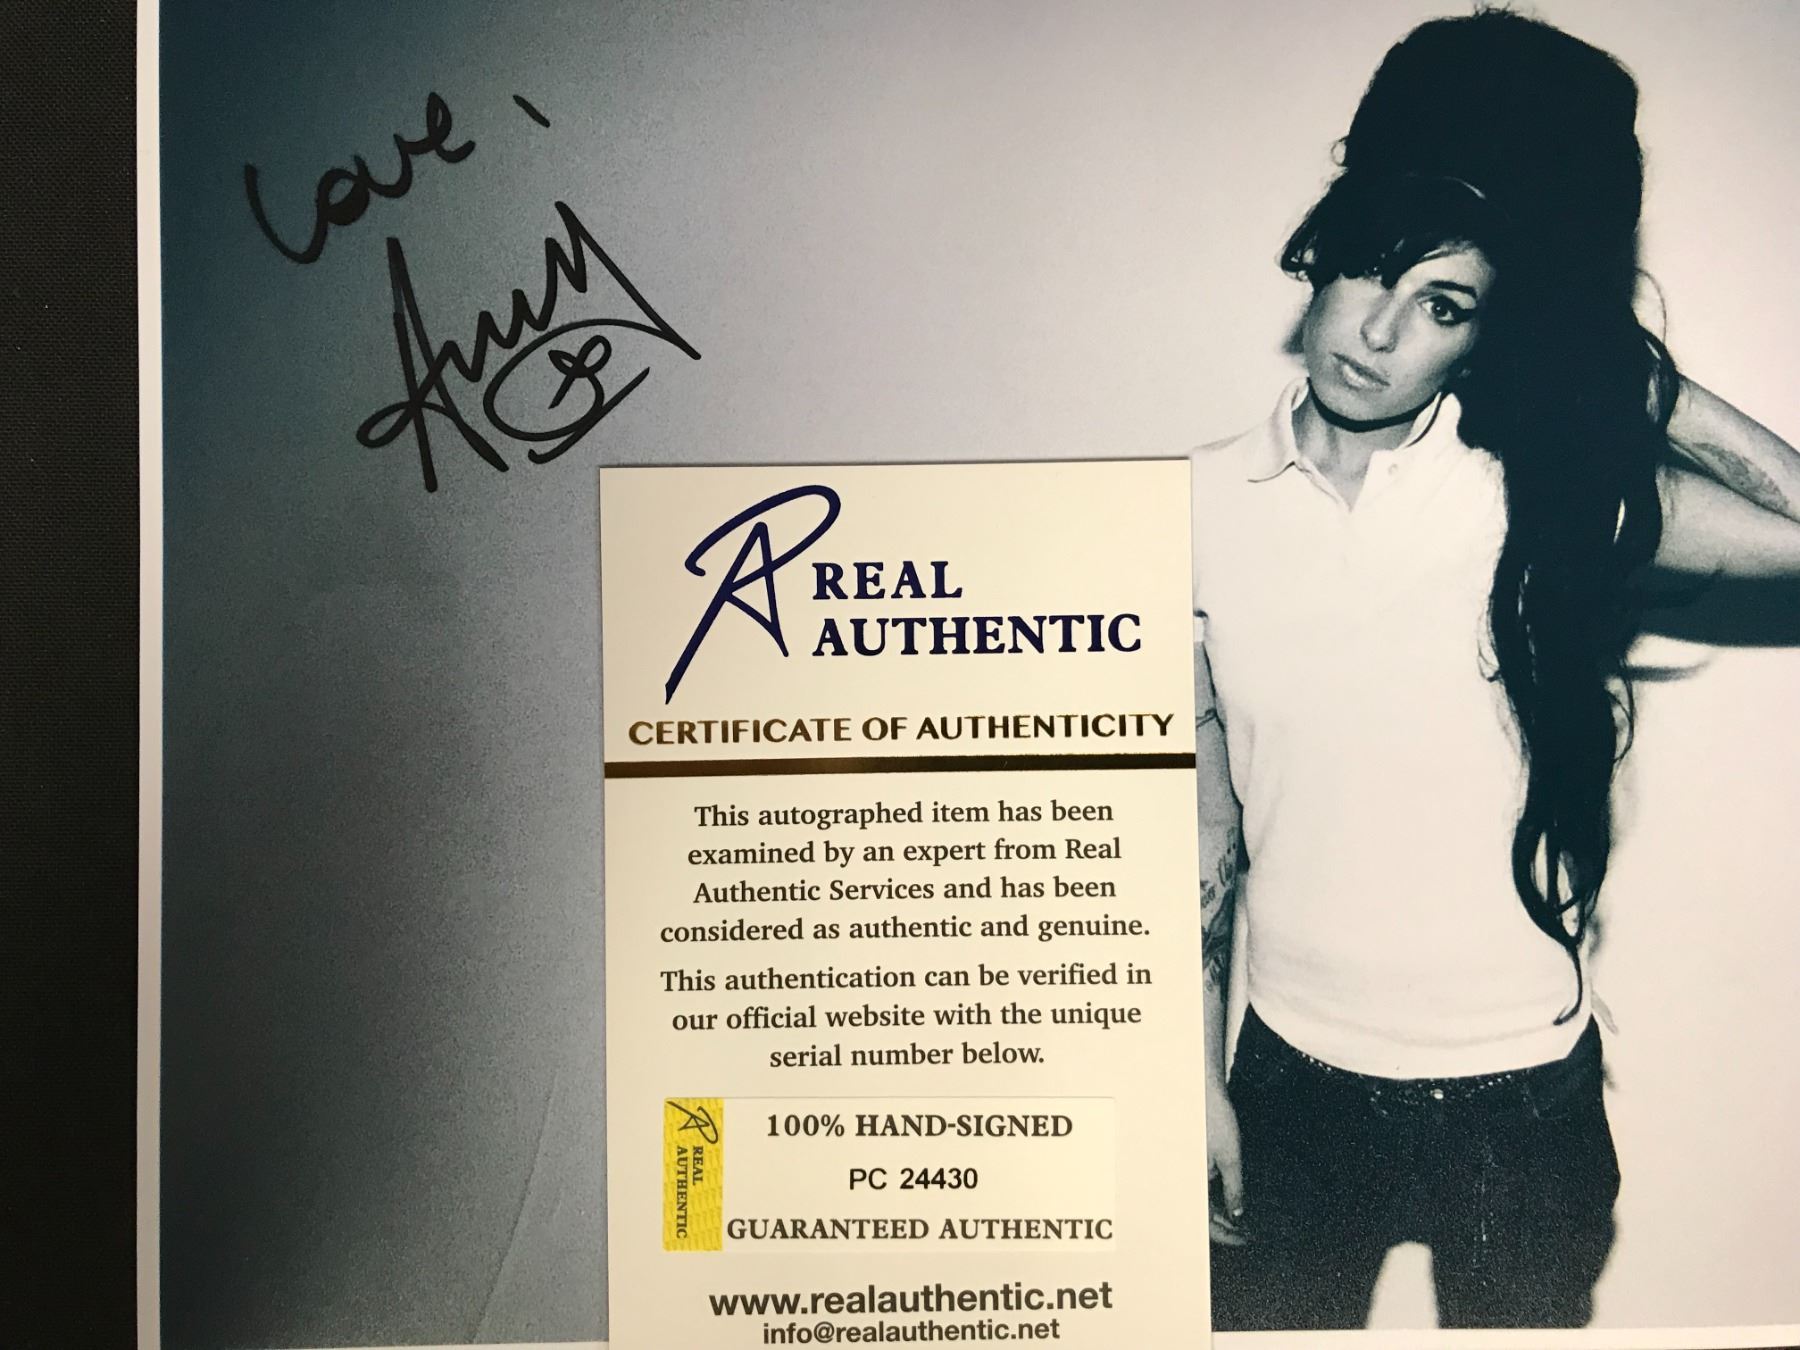 Love,
Amy
REAL
AUTHENTIC
CERTIFICATE OF AUTHENTICITY
This autographed item has been
examined by an expert from Real
Authentic Services and has been
considered as authentic and genuine.
This authentication can be verified in
our official website with the unique
serial number below.
REAL
AUTHENTIC
100% HAND-SIGNED
PC 24430
GUARANTEED AUTHENTIC
www.realauthentic.net
info@realauthentic.net